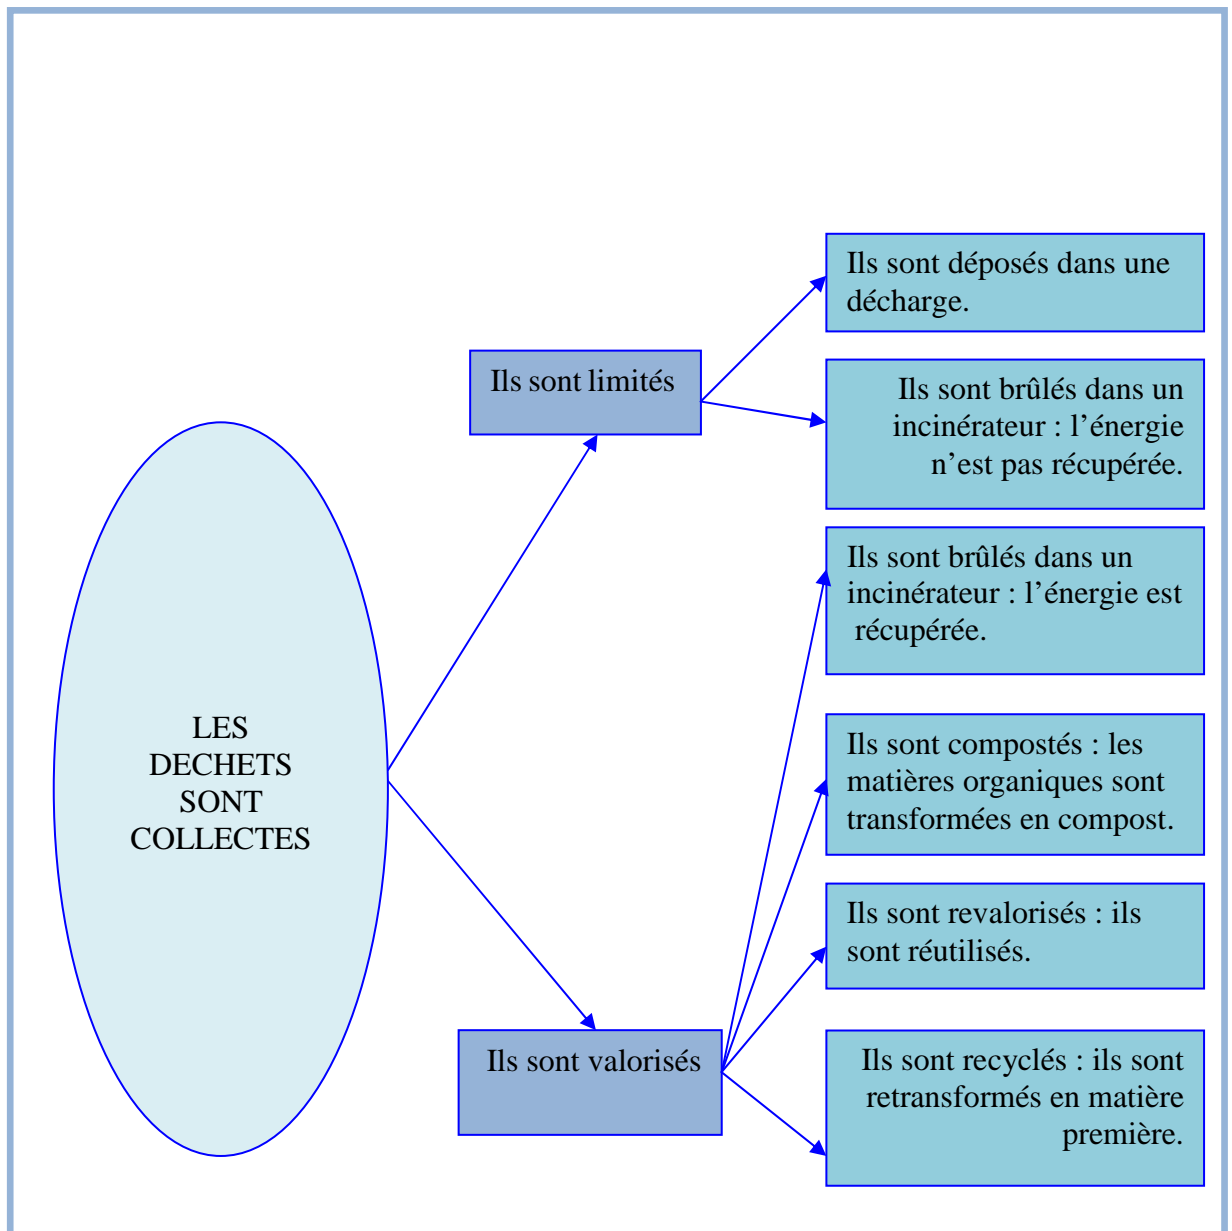 LES
DECHETS
SONT
COLLECTES
Ils sont limités
Ils sont valorisés
Ils sont déposés dans une
décharge.
Ils sont brûlés dans un
incinérateur : l’énergie
n’est pas récupérée.
Ils sont brûlés dans un
incinérateur : l’énergie est
récupérée.
Ils sont compostés : les
matières organiques sont
transformées en compost.
Ils sont revalorisés : ils
sont réutilisés.
Ils sont recyclés : ils sont
retransformés en matière
première.